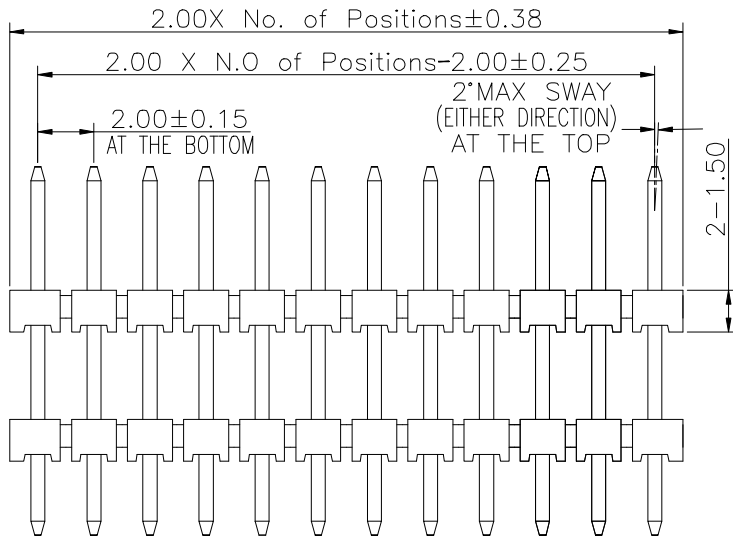 2.00X No. of Positions±0.38
2.00 X N.O of Positions-2.00±0.25
2.00±0.15
AT THE BOTTOM
2°MAX SWAY
(EITHER DIRECTION)
AT THE TOP
2-1.50